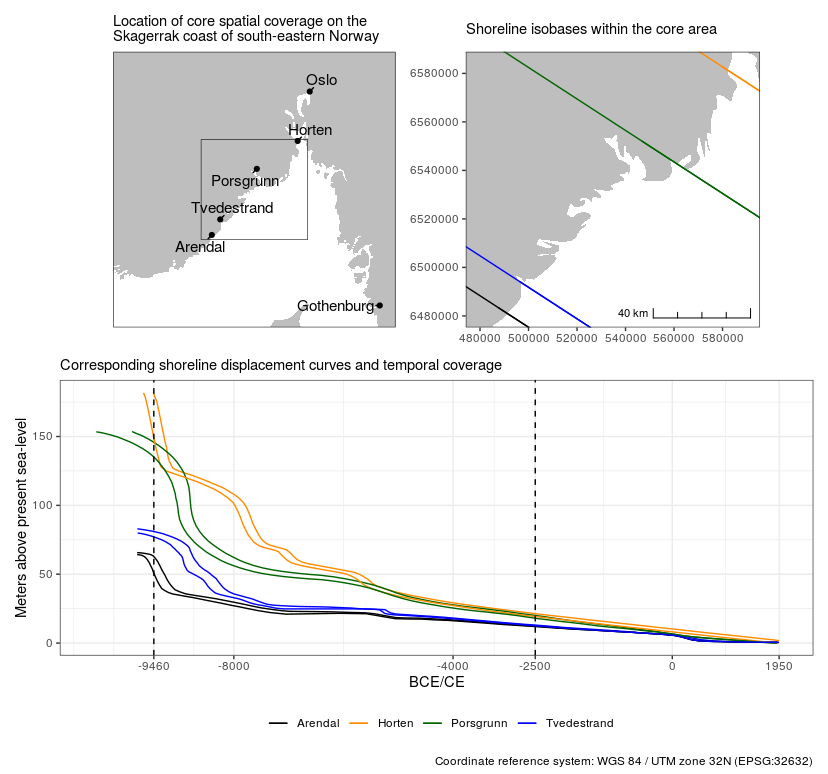 Location of core spatial coverage on the
Skagerrak coast of south-eastern Norway
Oslo
Horten
Porsgrunn
Tvedestrand
Arendal
Gothenburg
Shoreline isobases within the core area
6580000
6560000
6540000
6520000
6500000
6480000
40 km
480000 500000 520000 540000 560000 580000
Corresponding shoreline displacement curves and temporal coverage
Meters above present sea-level
150
100
50
0
-9460 -8000 -4000 -2500 0 1950
BCE/CE
Arendal Horten Porsgrunn Tvedestrand
Coordinate reference system: WGS 84 / UTM zone 32N (EPSG:32632)